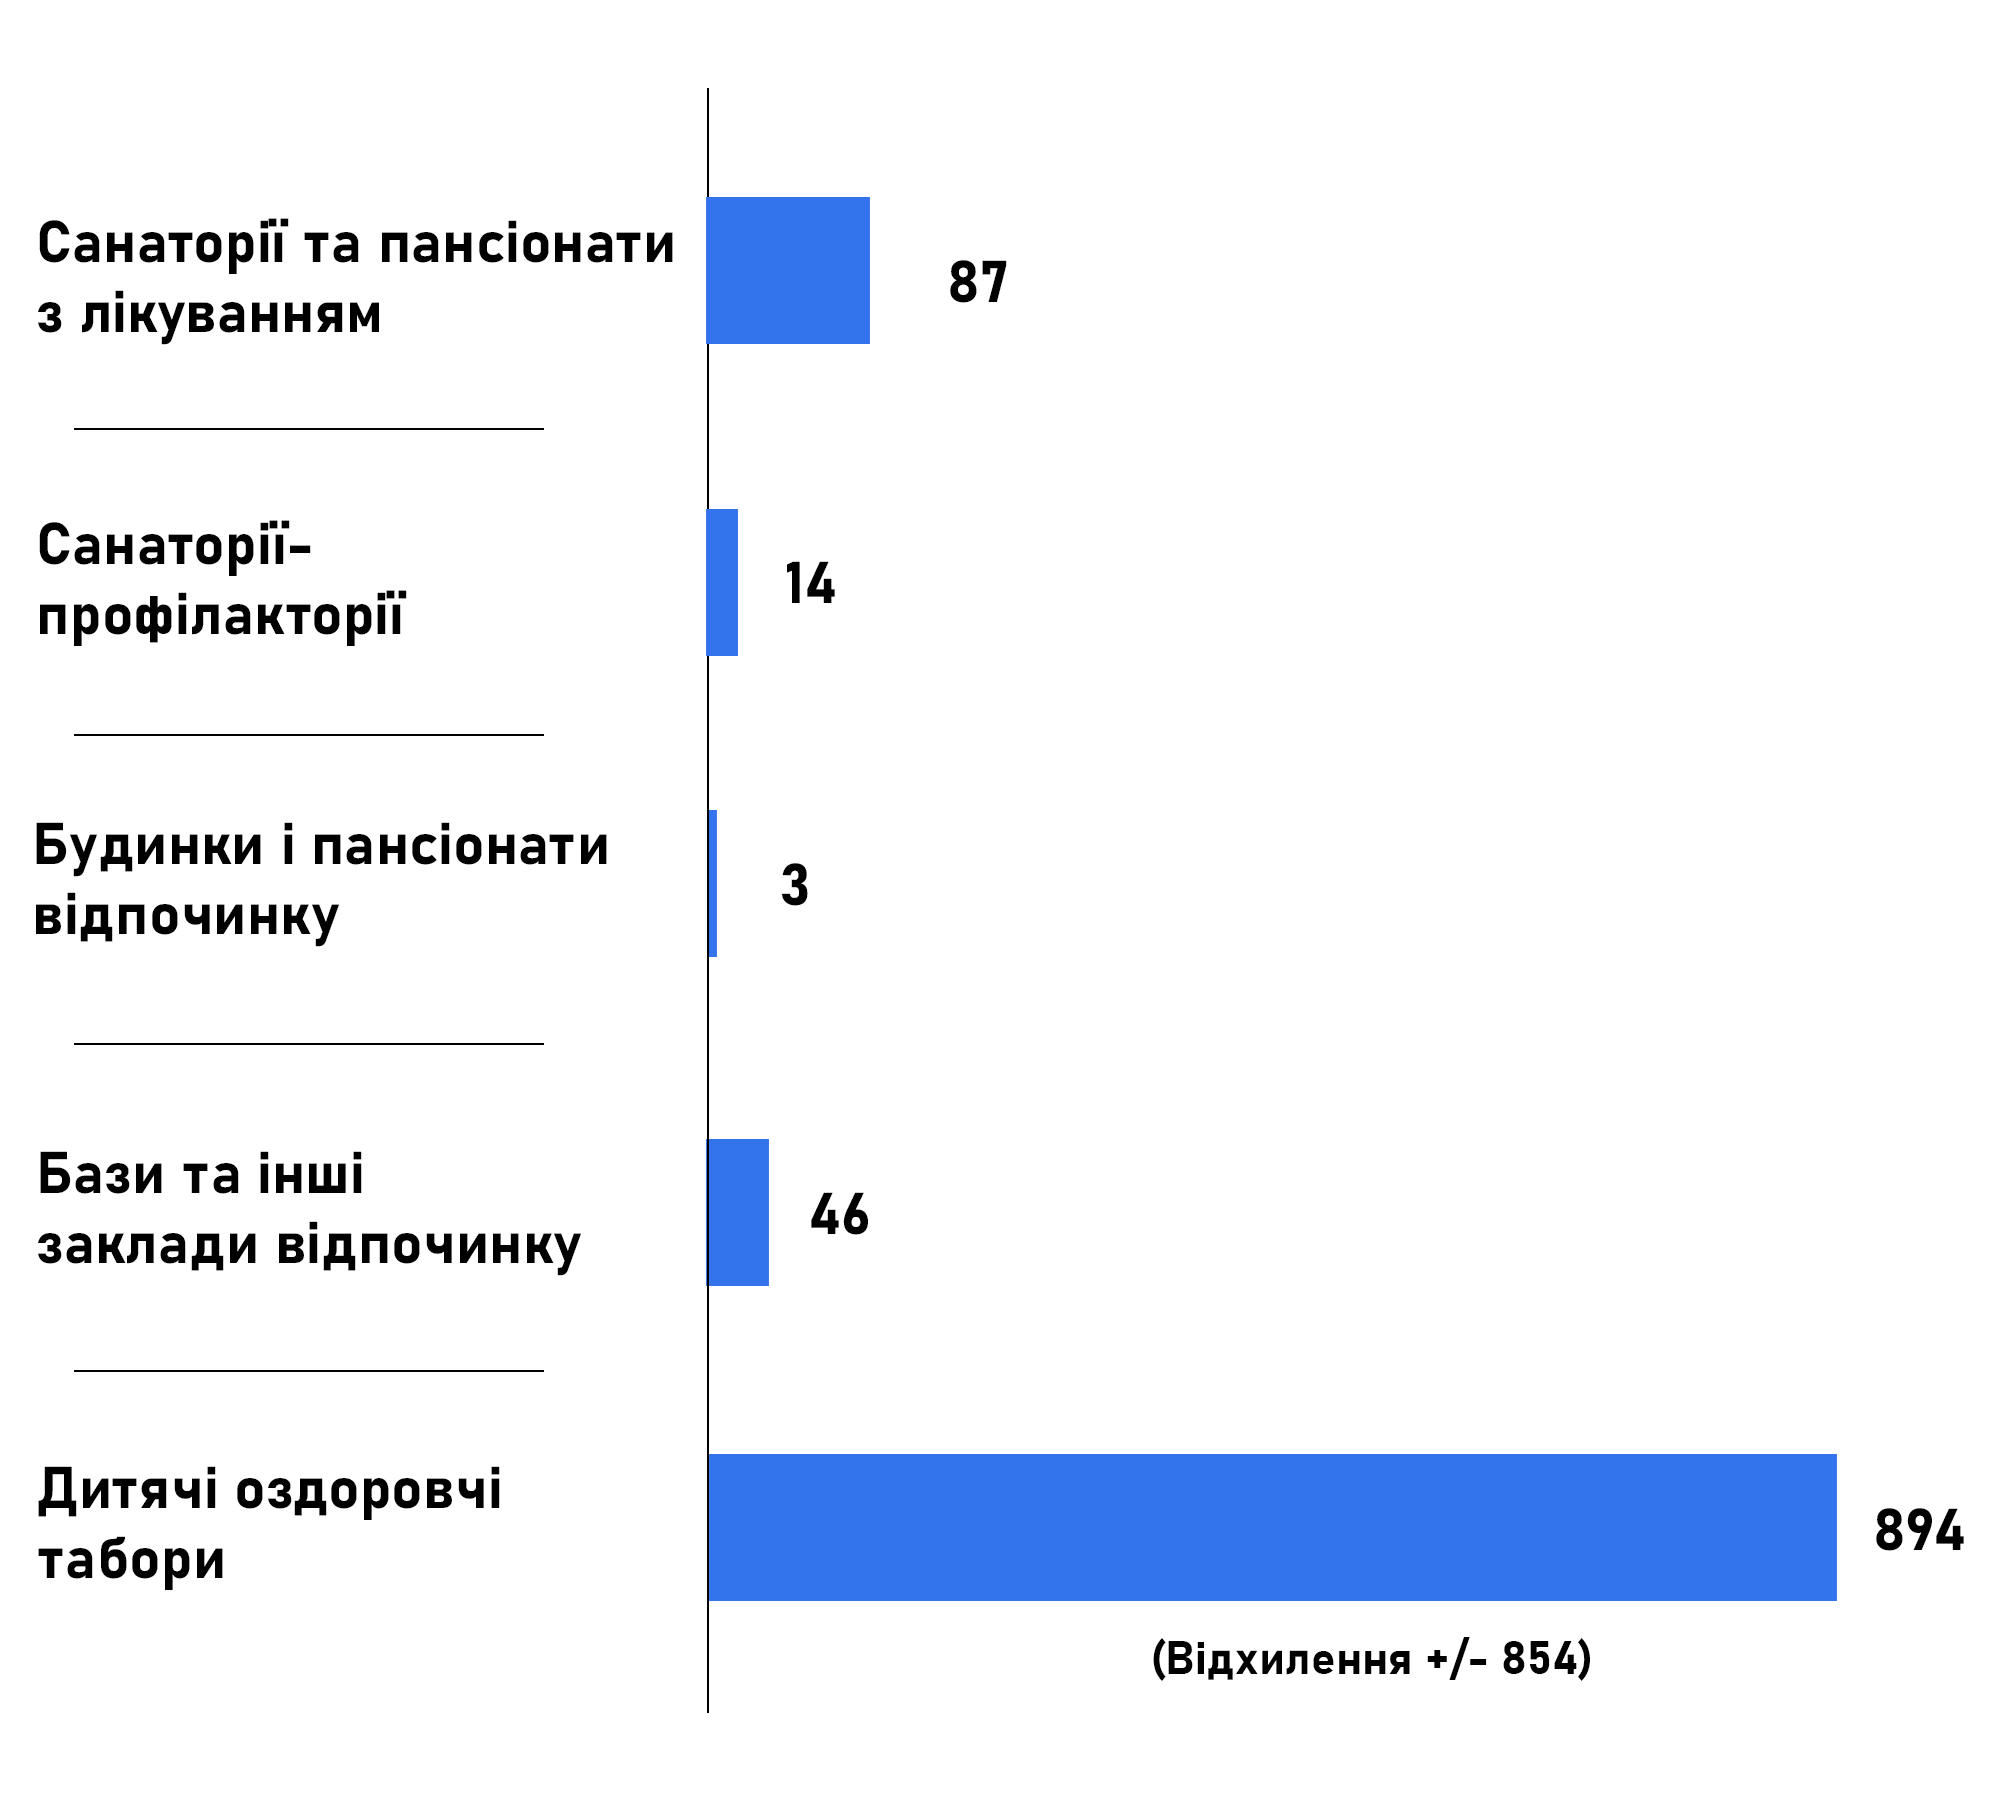 Санаторії та пансіонати
з лікуванням
87
Санаторії-
профілакторії
14
Будинки і пансіонати
відпочинку
3
Бази та інші
заклади відпочинку
46
Дитячі оздоровчі
табори
894
(Відхилення +/- 854)